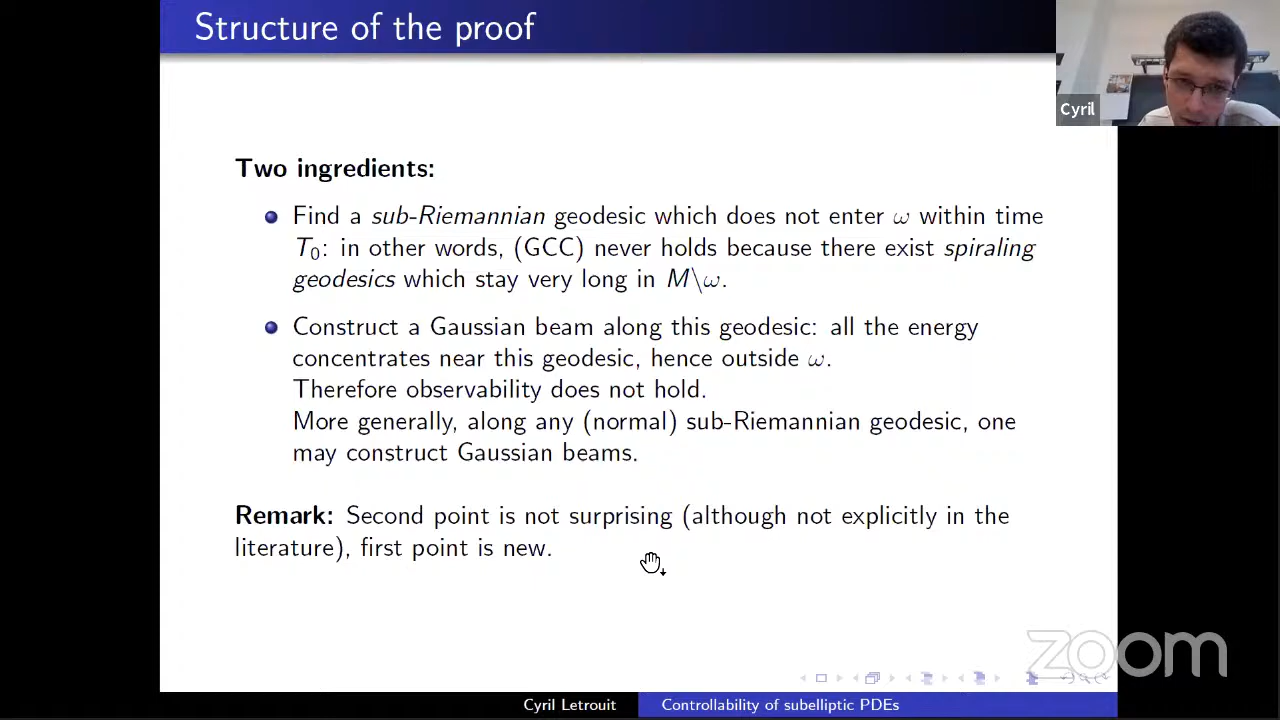 Structure of the proof
Cyril
Two ingredients:
Find a sub-Riemannian geodesic which does not enter ω within time
T₀: in other words, (GCC) never holds because there exist spiraling
geodesics which stay very long in M\ω.
Construct a Gaussian beam along this geodesic: all the energy
concentrates near this geodesic, hence outside ω.
Therefore observability does not hold.
More generally, along any (normal) sub-Riemannian geodesic, one
may construct Gaussian beams.
Remark: Second point is not surprising (although not explicitly in the
literature), first point is new.
zoom
Cyril Letrouit
Controllability of subelliptic PDEs